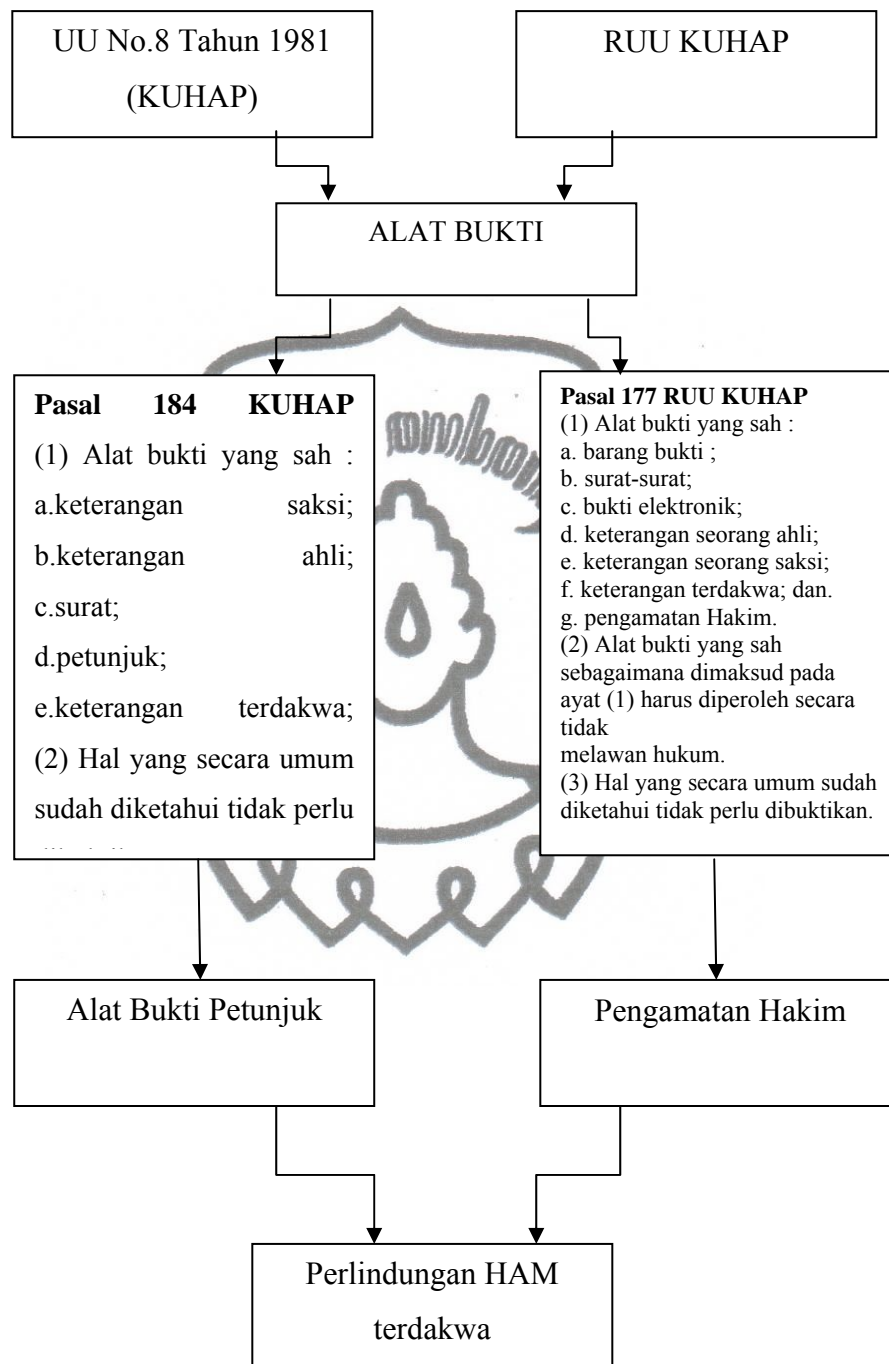 UU No.8 Tahun 1981
(KUHAP)
RUU KUHAP
ALAT BUKTI
Pasal 184 KUHAP
(1) Alat bukti yang sah :
a.keterangan saksi;
b.keterangan ahli;
c.surat;
d.petunjuk;
e.keterangan terdakwa;
(2) Hal yang secara umum
sudah diketahui tidak perlu
Pasal 177 RUU KUHAP
(1) Alat bukti yang sah :
a. barang bukti ;
b. surat-surat;
c. bukti elektronik;
d. keterangan seorang ahli;
e. keterangan seorang saksi;
f. keterangan terdakwa; dan.
g. pengamatan Hakim.
(2) Alat bukti yang sah
sebagaimana dimaksud pada
ayat (1) harus diperoleh secara
tidak
melawan hukum.
(3) Hal yang secara umum sudah
diketahui tidak perlu dibuktikan.
Alat Bukti Petunjuk
Pengamatan Hakim
Perlindungan HAM
terdakwa